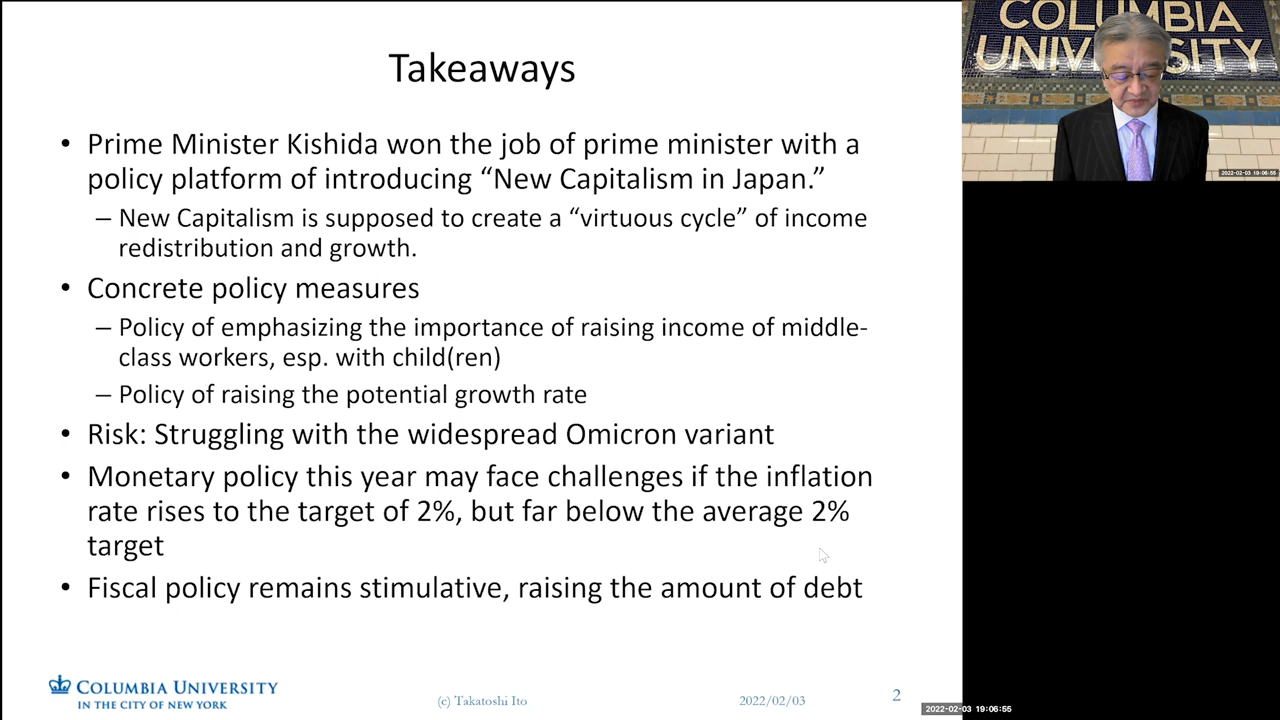 Takeaways
• Prime Minister Kishida won the job of prime minister with a
policy platform of introducing “New Capitalism in Japan.”
– New Capitalism is supposed to create a “virtuous cycle” of income
redistribution and growth.
• Concrete policy measures
– Policy of emphasizing the importance of raising income of middle-
class workers, esp. with child(ren)
– Policy of raising the potential growth rate
• Risk: Struggling with the widespread Omicron variant
• Monetary policy this year may face challenges if the inflation
rate rises to the target of 2%, but far below the average 2%
target
• Fiscal policy remains stimulative, raising the amount of debt
COLUMBIA UNIVERSITY
IN THE CITY OF NEW YORK
(c) Takatoshi Ito
2022/02/03
2
2022-02-03 19:06:55
COLUMBIA
UNIVERSITY
2022-02-03 19:06:55